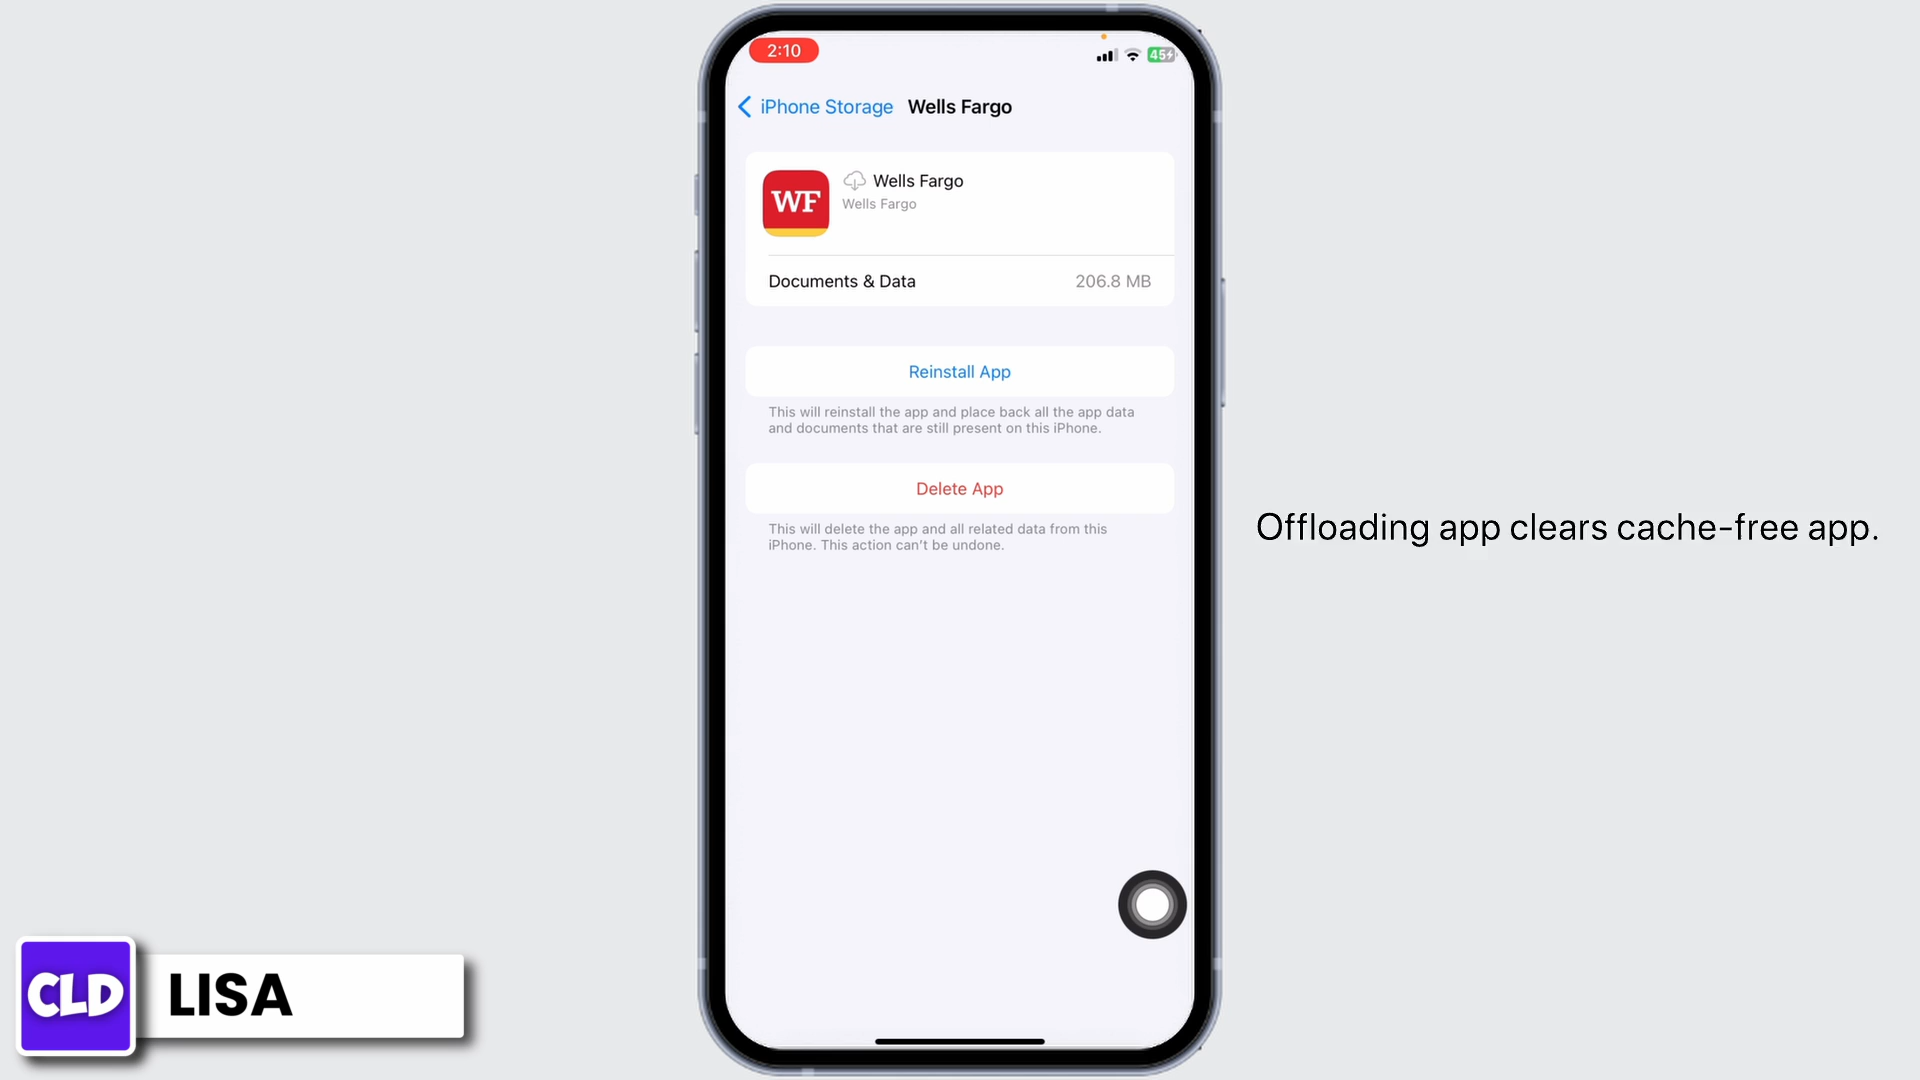 2:10
45
iPhone Storage Wells Fargo
WF
Wells Fargo
Wells Fargo
Documents & Data 206.8 MB
Reinstall App
This will reinstall the app and place back all the app data
and documents that are still present on this iPhone.
Delete App
This will delete the app and all related data from this
iPhone. This action can’t be undone.
Offloading app clears cache-free app.
CLD LISA